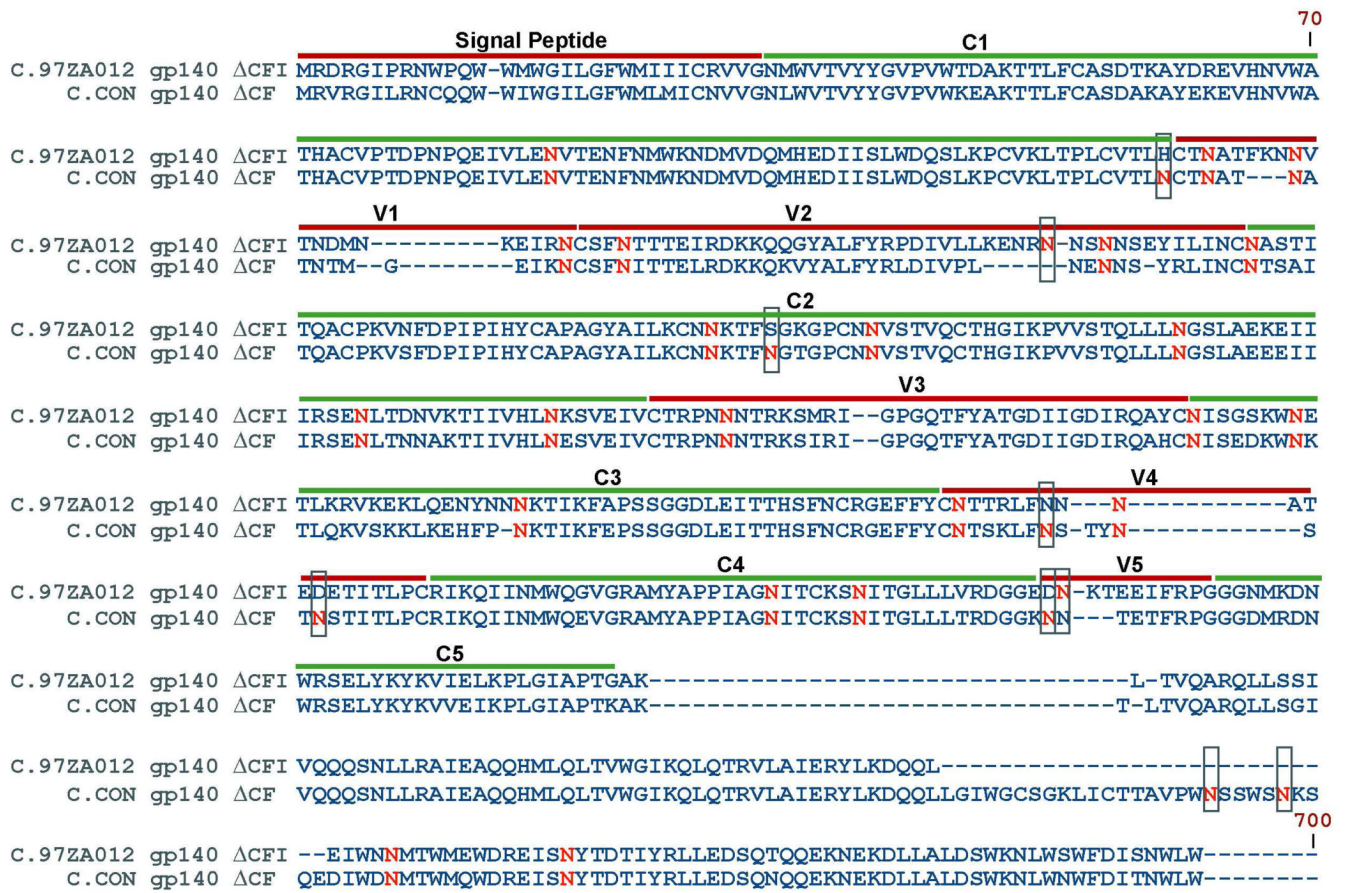 70
Signal Peptide C1
C.97ZA012 gp140 ΔCFI MRDRGIPRNWPQW-WMWGILGFWMIIICRVVGNMWVTVYYGVPVWTDAKTTLFCASDTKAYDREVHNVWA
C.CON gp140 ΔCF MRVRGILRNCQQW-WIWGILGFWMLMICNVVGNLWVTVYYGVPVWKEAKTTLFCASDAKAYEKEVHNVWA
C.97ZA012 gp140 ΔCFI THACVPTDPNPQEIVLENVTENFNMWKNDMVDQMHEDIISLWDQSLKPCVKLTPLCVTLHCTNATFKNNV
C.CON gp140 ΔCF THACVPTDPNPQEIVLENVTENFNMWKNDMVDQMHEDIISLWDQSLKPCVKLTPLCVTLNCTNAT---NA
V1 V2
C.97ZA012 gp140 ΔCFI TNDMN---------KEIRNCSFNTTTEIRDKKQQGYALFYRPDIVLLKENRN-NSNNSEYILINCNASTI
C.CON gp140 ΔCF TNTM--G--------EIKNCSFNITTELRDKKQKVYALFYRLDIVPL------NENNS-YRLINCNTSAI
C2
C.97ZA012 gp140 ΔCFI TQACPKVNFDPIPIHYCAPAGYAILKCNNKTFSGKGPCNNVSTVQCTHGIKPVVSTQLLLNGSLAEKEII
C.CON gp140 ΔCF TQACPKVSFDPIPIHYCAPAGYAILKCNNKTFNGTGPCNNVSTVQCTHGIKPVVSTQLLLNGSLAEEEII
V3
C.97ZA012 gp140 ΔCFI IRSENLTDNVKTIIVHLNKSVEIVCTRPNNNTRKSMRI--GPGQTFYATGDIIGDIRQAYCNISGSKWNE
C.CON gp140 ΔCF IRSENLTNNAKTIIVHLNESVEIVCTRPNNNTRKSIRI--GPGQTFYATGDIIGDIRQAHCNISEDKWNK
C3 V4
C.97ZA012 gp140 ΔCFI TLKRVKEKLQENYNNNKTIKFAPSSGGDLEITTHSFNCRGEFFYCNTTRLFNN---N-----------AT
C.CON gp140 ΔCF TLQKVSKKLKEHFP-NKTIKFEPSSGGDLEITTHSFNCRGEFFYCNTSKLFNS-TYN------------S
C4 V5
C.97ZA012 gp140 ΔCFI EDETITLPCRIKQIINMWQGVGRAMYAPPIAGNITCKSNITGLLLVRDGGEDN-KTEEIFRPGGGNMKDN
C.CON gp140 ΔCF TNSTITLPCRIKQIINMWQEVGRAMYAPPIAGNITCKSNITGLLLTRDGGKNN---TETFRPGGGDMRDN
C5
C.97ZA012 gp140 ΔCFI WRSELYKYKVIELKPLGIAPTGAK---------------------------------L-TVQARQLLSSI
C.CON gp140 ΔCF WRSELYKYKVVEIKPLGIAPTKAK--------------------------------T-LTVQARQLLSGI
C.97ZA012 gp140 ΔCFI VQQQSNLLRAIEAQQHMLQLTVWGIKQLQTRVLAIERYLKDQQL--------------------------
C.CON gp140 ΔCF VQQQSNLLRAIEAQQHMLQLTVWGIKQLQTRVLAIERYLKDQQLLGIWGCSGKLICTTAVPWNSSWSNKS
700
C.97ZA012 gp140 ΔCFI --EIWNNMTWMEWDREISNYTDTIYRLLEDSQTQQEKNEKDLLALDSWKNLWSWFDISNWLW--------
C.CON gp140 ΔCF QEDIWDNMTWMQWDREISNYTDTIYRLLEDSQNQQEKNEKDLLALDSWKNLWNWFDITNWLW--------